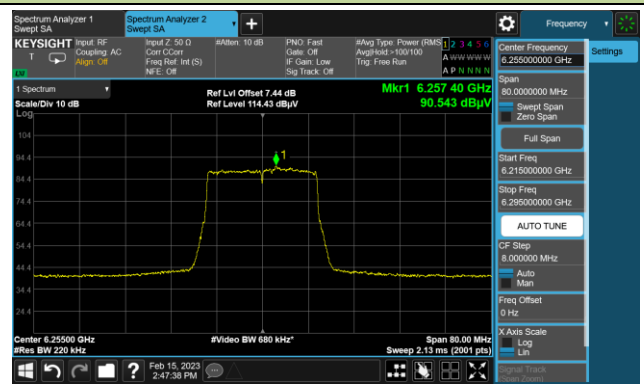 Spectrum Analyzer 1
Swept SA
Spectrum Analyzer 2
Swept SA
Frequency
KEYSIGHT
Input: RF
Coupling: AC
Align: Off
Input Z: 50 Ω
Corr CCorr
Freq Ref: Int (S)
NFE: Off
#Atten: 10 dB
PNO: Fast
Gate: Off
IF Gain: Low
Sig Track: Off
#Avg Type: Power (RMS
Avg|Hold:>100/100
Trig: Free Run
1 2 3 4 5 6
A W W W W W
A P N N N N
T
LXI
1 Spectrum
Scale/Div 10 dB
Log
Ref Lvl Offset 7.44 dB
Ref Level 114.43 dBµV
Mkr1 6.257 40 GHz
90.543 dBµV
1
104
94.4
84.4
74.4
64.4
54.4
44.4
34.4
24.4
Center 6.25500 GHz
#Res BW 220 kHz
#Video BW 680 kHz*
Span 80.00 MHz
Sweep 2.13 ms (2001 pts)
Feb 15, 2023
2:47:38 PM
Center Frequency
6.255000000 GHz
Settings
Span
80.0000000 MHz
Swept Span
Zero Span
Full Span
Start Freq
6.215000000 GHz
Stop Freq
6.295000000 GHz
AUTO TUNE
CF Step
8.000000 MHz
Auto
Man
Freq Offset
0 Hz
X Axis Scale
Log
Lin
Signal Track
(Span Zoom)